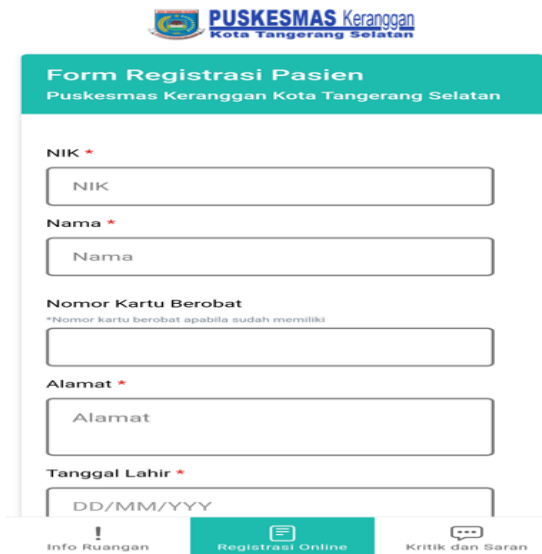 PUSKESMAS Keranggan
Kota Tangerang Selatan
Form Registrasi Pasien
Puskesmas Keranggan Kota Tangerang Selatan
NIK *
NIK
Nama *
Nama
Nomor Kartu Berobat
*Nomor kartu berobat apabila sudah memiliki
Alamat *
Alamat
Tanggal Lahir *
DD/MM/YYY
Info Ruangan
Registrasi Online
Kritik dan Saran